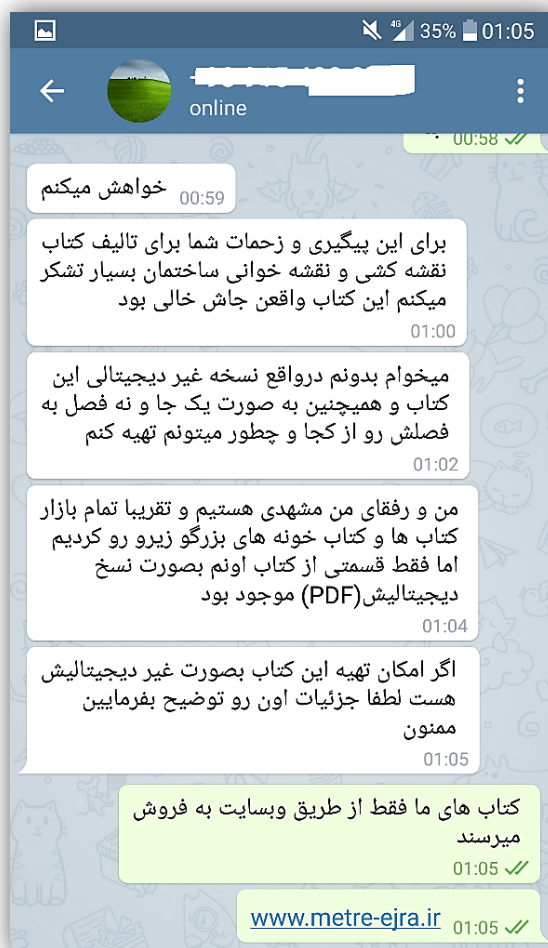 4G 35% 01:05
online
00:58
خواهش میکنم 00:59
برای این پیگیری و زحمات شما برای تالیف کتاب
نقشه کشی و نقشه خوانی ساختمان بسیار تشکر
میکنم این کتاب واقعن جاش خالی بود
01:00
میخوام بدونم درواقع نسخه غیر دیجیتالی این
کتاب و همیچنین به صورت یک جا و نه فصل به
فصلش رو از کجا و چطور میتونم تهیه کنم
01:02
من و رفقای من مشهدی هستیم و تقریبا تمام بازار
کتاب ها و کتاب خونه های بزرگو زیرو رو کردیم
اما فقط قسمتی از کتاب اونم بصورت نسخ
دیجیتالیش(PDF) موجود بود
01:04
اگر امکان تهیه این کتاب بصورت غیر دیجیتالیش
هست لطفا جزئیات اون رو توضیح بفرمایین
ممنون
01:05
کتاب های ما فقط از طریق وبسایت به فروش
میرسند
01:05
www.metre-ejra.ir 01:05